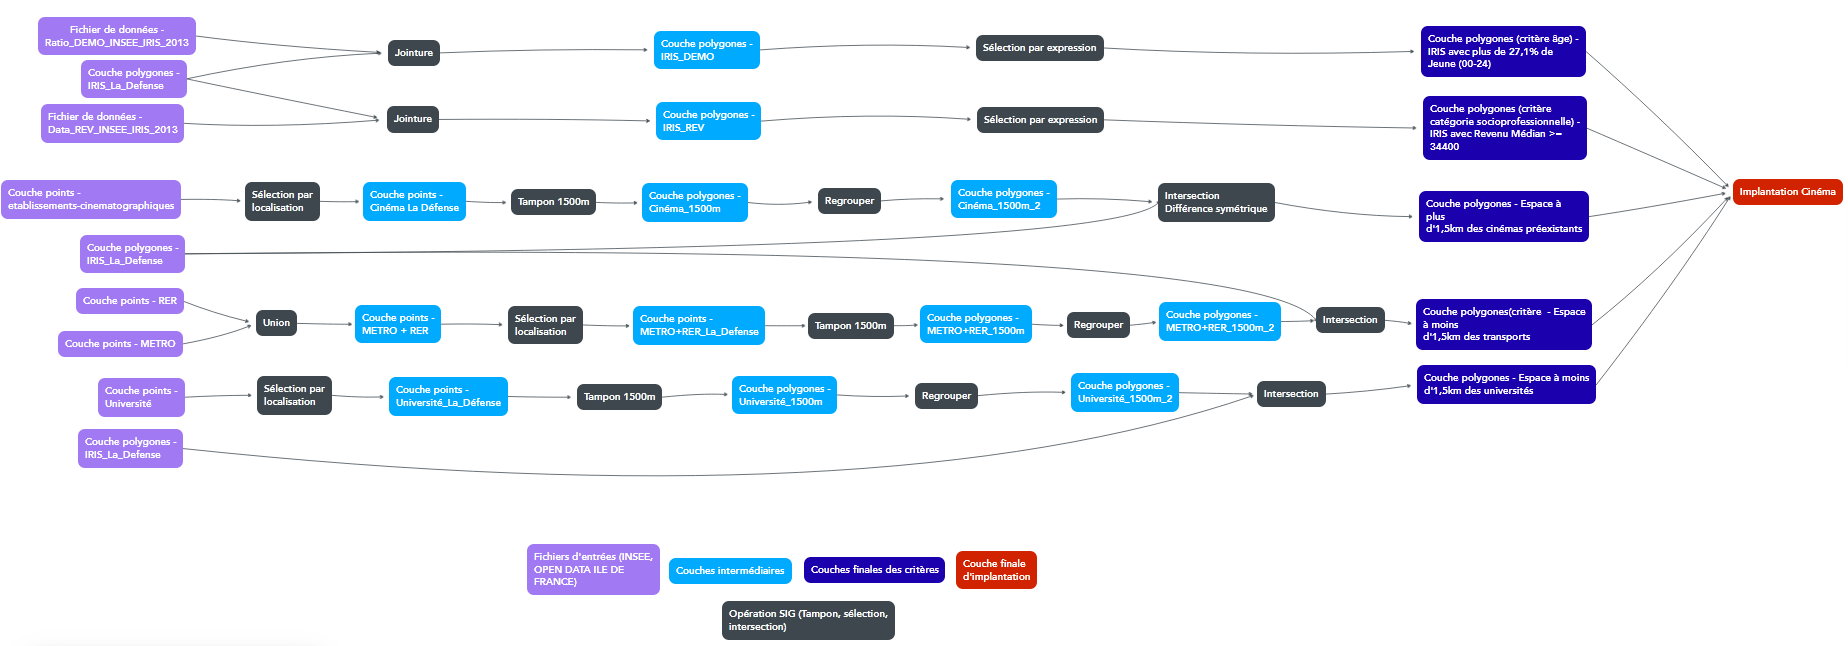 Fichier de données -
Ratio_DEMO_INSEE_IRIS_2013
Jointure
Couche polygones -
IRIS_DEMO
Sélection par expression
Couche polygones (critère âge) -
IRIS avec plus de 27,1% de
Jeune (00-24)
Couche polygones -
IRIS_La_Defense
Fichier de données -
Data_REV_INSEE_IRIS_2013
Jointure
Couche polygones -
IRIS_REV
Sélection par expression
Couche polygones (critère
catégorie socioprofessionnelle) -
IRIS avec Revenu Médian >=
34400
Couche points -
etablissements-cinematographiques
Sélection par
localisation
Couche points -
Cinéma La Défense
Tampon 1500m
Couche polygones -
Cinéma_1500m
Regrouper
Couche polygones -
Cinéma_1500m_2
Intersection
Différence symétrique
Couche polygones - Espace à
plus
d'1,5km des cinémas préexistants
Implantation Cinéma
Couche polygones -
IRIS_La_Defense
Couche points - RER
Couche points - METRO
Union
Couche points -
METRO + RER
Sélection par
localisation
Couche points -
METRO+RER_La_Defense
Tampon 1500m
Couche polygones -
METRO+RER_1500m
Regrouper
Couche polygones -
METRO+RER_1500m_2
Intersection
Couche polygones(critère  - Espace
à moins
d'1,5km des transports
Couche points -
Université
Sélection par
localisation
Couche points -
Université_La_Défense
Tampon 1500m
Couche polygones -
Université_1500m
Regrouper
Couche polygones -
Université_1500m_2
Intersection
Couche polygones - Espace à moins
d'1,5km des universités
Couche polygones -
IRIS_La_Defense
Fichiers d'entrées (INSEE,
OPEN DATA ILE DE
FRANCE)
Couches intermédiaires
Couches finales des critères
Couche finale
d'implantation
Opération SIG (Tampon, sélection,
intersection)